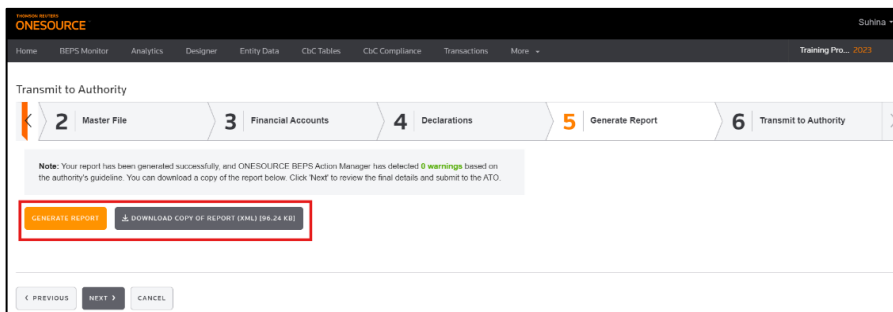 THOMSON REUTERS
ONESOURCE
Suhina
Home BEPS Monitor Analytics Designer Entity Data CbC Tables CbC Compliance Transactions More Training Pro... 2023
Transmit to Authority
2 Master File 3 Financial Accounts 4 Declarations 5 Generate Report 6 Transmit to Authority
Note: Your report has been generated successfully, and ONESOURCE BEPS Action Manager has detected 0 warnings based on
the authority's guideline. You can download a copy of the report below. Click 'Next' to review the final details and submit to the ATO.
GENERATE REPORT DOWNLOAD COPY OF REPORT (XML) [96.24 KB]
PREVIOUS NEXT CANCEL